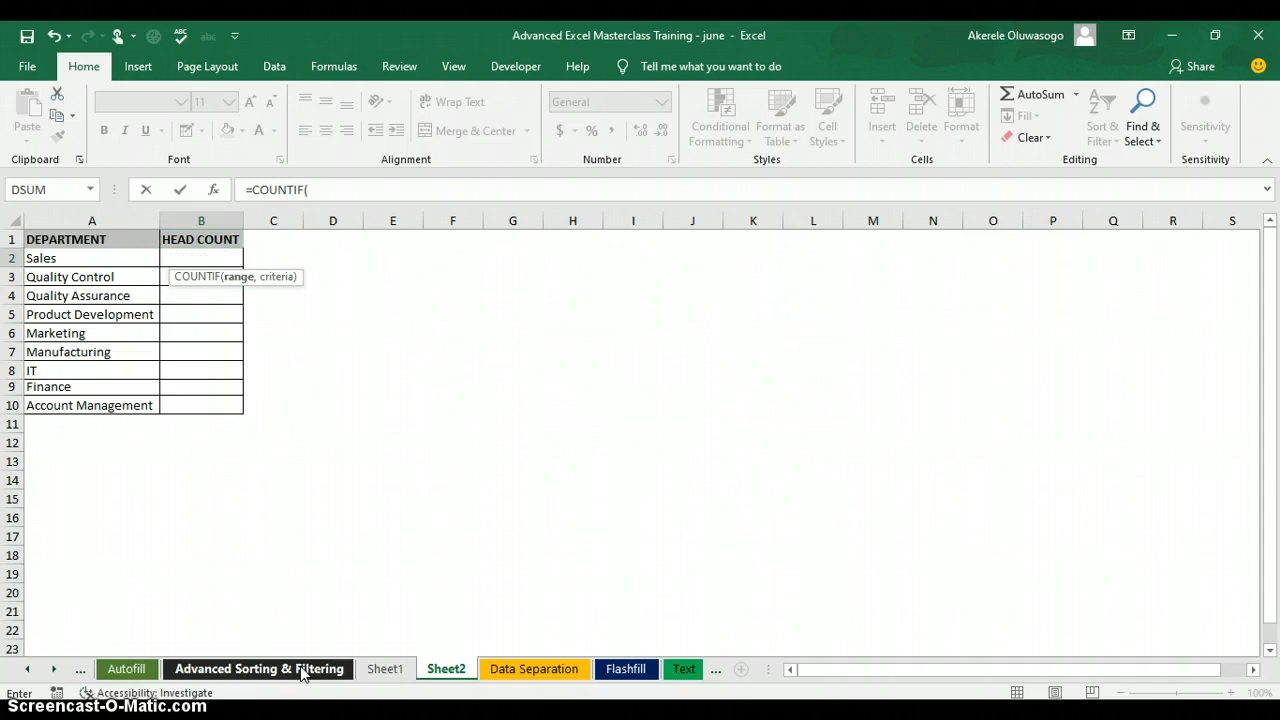 Advanced Excel Masterclass Training - june - Excel
Akerele Oluwasogo
File Home Insert Page Layout Data Formulas Review View Developer Help Tell me what you want to do Share
Paste
11
Wrap Text
General
Conditional Formatting
Format as Table
Cell Styles
Insert
Delete
Format
AutoSum
Fill
Clear
Sort & Filter
Find & Select
Sensitivity
B I U
Merge & Center
$ % ,
Clipboard Font Alignment Number Styles Cells Editing Sensitivity
DSUM
fx
=COUNTIF(
A B C D E F G H I J K L M N O P Q R S
1 DEPARTMENT HEAD COUNT
2 Sales
3 Quality Control
COUNTIF(range, criteria)
4 Quality Assurance
5 Product Development
6 Marketing
7 Manufacturing
8 IT
9 Finance
10 Account Management
11
12
13
14
15
16
17
18
19
20
21
22
23
... Autofill Advanced Sorting & Filtering Sheet1 Sheet2 Data Separation Flashfill Text ...
Enter Accessibility: Investigate 100%
Screencast-O-Matic.com